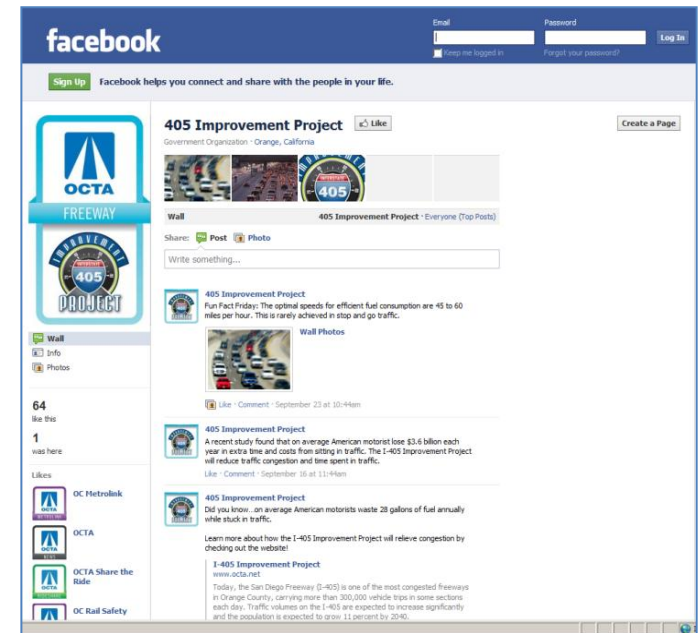 facebook
Email
Password
Log In
Keep me logged in
Forgot your password?
Sign Up
Facebook helps you connect and share with the people in your life.
OCTA
FREEWAY
IMPROVEMENT
405
PROJECT
Wall
Info
Photos
64
like this
1
was here
Likes
OC Metrolink
OCTA
OCTA Share the
Ride
OC Rail Safety
405 Improvement Project
Like
Create a Page
Government Organization · Orange, California
405
Wall
405 Improvement Project · Everyone (Top Posts)
Share: Post Photo
Write something...
405 Improvement Project
Fun Fact Friday: The optimal speeds for efficient fuel consumption are 45 to 60
miles per hour. This is rarely achieved in stop and go traffic.
Wall Photos
Like · Comment · September 23 at 10:44am
405 Improvement Project
A recent study found that on average American motorist lose $3.6 billion each
year in extra time and costs from sitting in traffic. The I-405 Improvement Project
will reduce traffic congestion and time spent in traffic.
Like · Comment · September 16 at 11:44am
405 Improvement Project
Did you know...on average American motorists waste 28 gallons of fuel annually
while stuck in traffic.
Learn more about how the I-405 Improvement Project will relieve congestion by
checking out the website!
I-405 Improvement Project
www.octa.net
Today, the San Diego Freeway (I-405) is one of the most congested freeways
in Orange County, carrying more than 300,000 vehicle trips in some sections
each day. Traffic volumes on the I-405 are expected to increase significantly
and the population is expected to grow 11 percent by 2040.